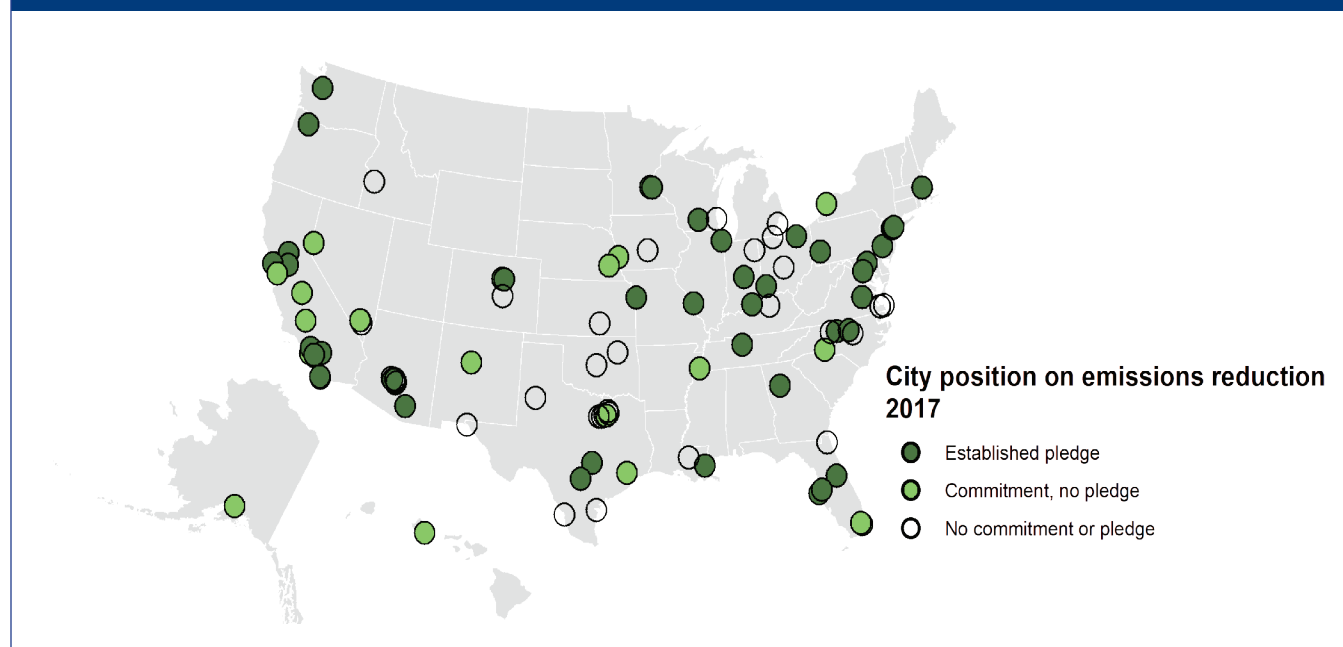 City position on emissions reduction
2017
Established pledge
Commitment, no pledge
No commitment or pledge